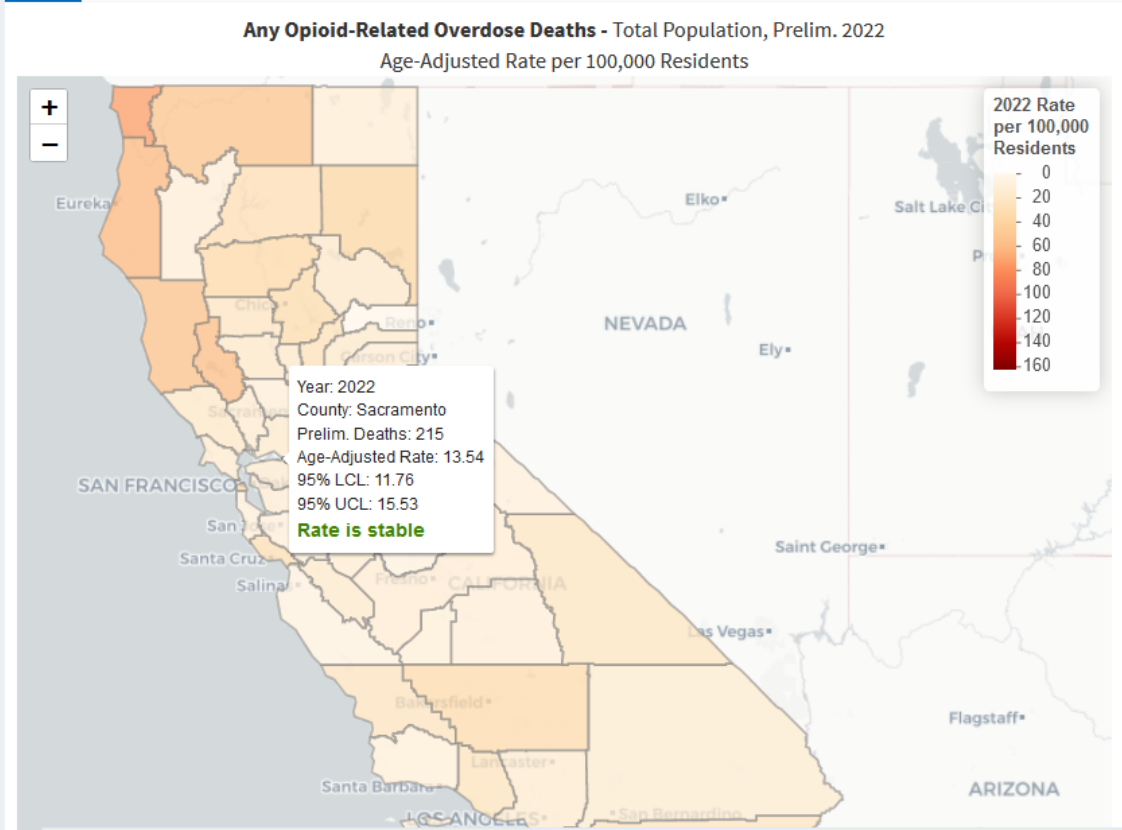 Any Opioid-Related Overdose Deaths - Total Population, Prelim. 2022
Age-Adjusted Rate per 100,000 Residents
+
−
2022 Rate
per 100,000
Residents
0
20
40
60
80
100
120
140
160
Eureka
Elko
Salt Lake Cit
Chico
Reno
NEVADA
Carson City
Ely
Year: 2022
County: Sacramento
Prelim. Deaths: 215
Age-Adjusted Rate: 13.54
95% LCL: 11.76
95% UCL: 15.53
Rate is stable
Sacramen
SAN FRANCISCO
San Jose
Santa Cruz
Salinas
Saint George
Fresno
CALIFORNIA
Las Vegas
Bakersfield
Flagstaff
Lancaster
Santa Barbara
ARIZONA
LOS ANGELES
San Bernardino